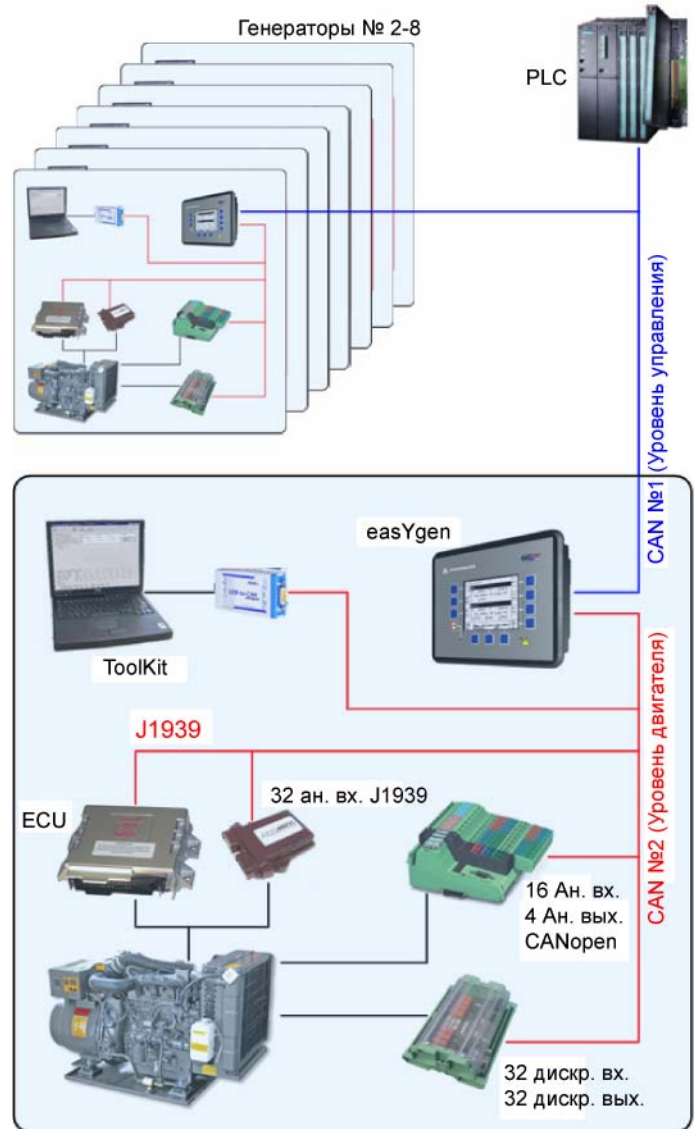 Генераторы № 2-8
PLC
CAN №1 (Уровень управления)
easYgen
ToolKit
J1939
32 ан. вх. J1939
ECU
16 Ан. вх.
4 Ан. вых.
CANopen
CAN №2 (Уровень двигателя)
32 дискр. вх.
32 дискр. вых.